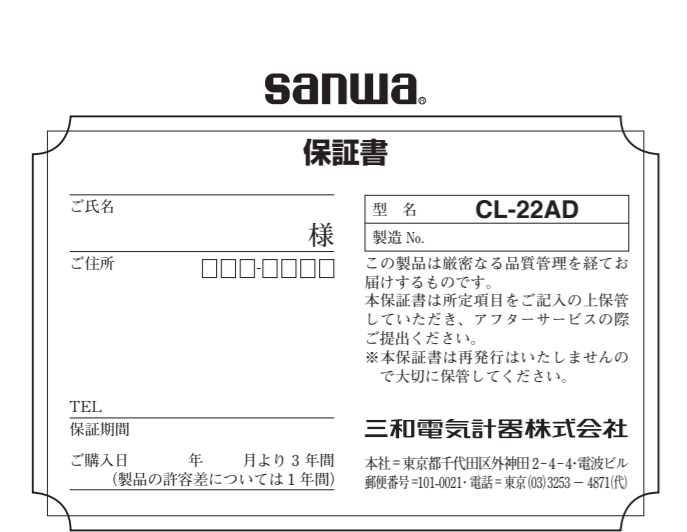 sanwa®
保証書
ご氏名
様
ご住所
□□□-□□□□
TEL
保証期間
ご購入日 年 月より 3 年間
(製品の許容差については 1 年間)
型 名 CL-22AD
製造 No.
この製品は厳密なる品質管理を経てお
届けするものです。
本保証書は所定項目をご記入の上保管
していただき、アフターサービスの際
ご提出ください。
※本保証書は再発行はいたしませんの
で大切に保管してください。
三和電気計器株式会社
本社=東京都千代田区外神田2-4-4・電波ビル
郵便番号=101-0021・電話=東京(03)3253－4871(代)